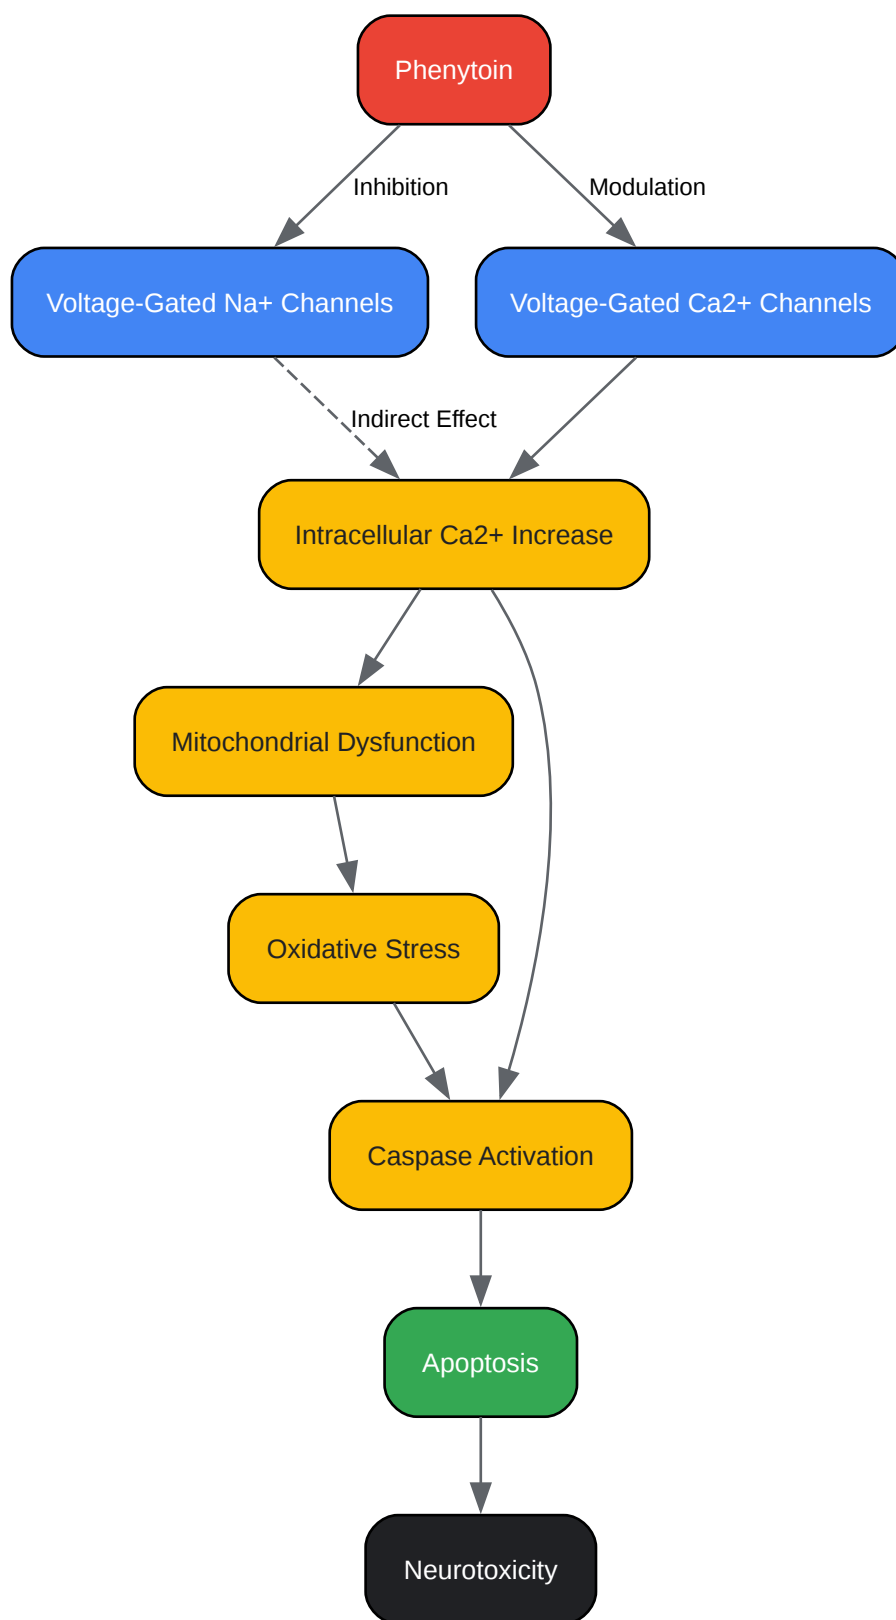 Phenytoin
Inhibition
Modulation
Voltage-Gated Na+ Channels
Voltage-Gated Ca2+ Channels
Indirect Effect
Intracellular Ca2+ Increase
Mitochondrial Dysfunction
Oxidative Stress
Caspase Activation
Apoptosis
Neurotoxicity